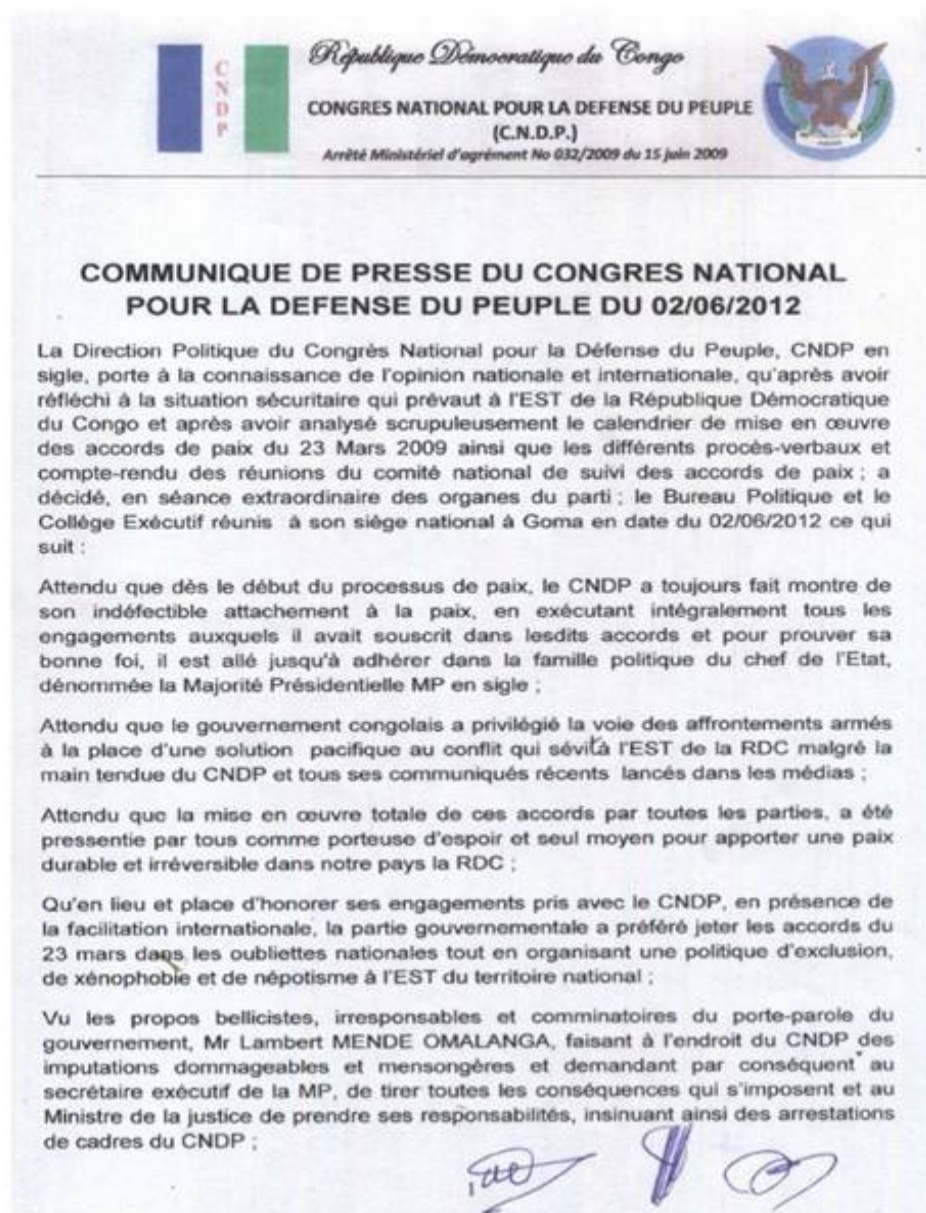 CNDP
République Démocratique du Congo
CONGRES NATIONAL POUR LA DEFENSE DU PEUPLE
(C.N.D.P.)
Arrêté Ministériel d'agrément No 032/2009 du 15 juin 2009
COMMUNIQUE DE PRESSE DU CONGRES NATIONAL
POUR LA DEFENSE DU PEUPLE DU 02/06/2012
La Direction Politique du Congrès National pour la Défense du Peuple, CNDP en
sigle, porte à la connaissance de l'opinion nationale et internationale, qu'après avoir
réfléchi à la situation sécuritaire qui prévaut à l'EST de la République Démocratique
du Congo et après avoir analysé scrupuleusement le calendrier de mise en œuvre
des accords de paix du 23 Mars 2009 ainsi que les différents procès-verbaux et
compte-rendu des réunions du comité national de suivi des accords de paix ; a
décidé, en séance extraordinaire des organes du parti ; le Bureau Politique et le
Collège Exécutif réunis à son siège national à Goma en date du 02/06/2012 ce qui
suit :
Attendu que dès le début du processus de paix, le CNDP a toujours fait montre de
son indéfectible attachement à la paix, en exécutant intégralement tous les
engagements auxquels il avait souscrit dans lesdits accords et pour prouver sa
bonne foi, il est allé jusqu'à adhérer dans la famille politique du chef de l'Etat,
dénommée la Majorité Présidentielle MP en sigle ;
Attendu que le gouvernement congolais a privilégié la voie des affrontements armés
à la place d'une solution pacifique au conflit qui sévit à l'EST de la RDC malgré la
main tendue du CNDP et tous ses communiqués récents lancés dans les médias ;
Attendu que la mise en œuvre totale de ces accords par toutes les parties, a été
pressentie par tous comme porteuse d'espoir et seul moyen pour apporter une paix
durable et irréversible dans notre pays la RDC ;
Qu'en lieu et place d'honorer ses engagements pris avec le CNDP, en présence de
la facilitation internationale, la partie gouvernementale a préféré jeter les accords du
23 mars dans les oubliettes nationales tout en organisant une politique d'exclusion,
de xénophobie et de népotisme à l'EST du territoire national ;
Vu les propos bellicistes, irresponsables et comminatoires du porte-parole du
gouvernement, Mr Lambert MENDE OMALANGA, faisant à l'endroit du CNDP des
imputations dommageables et mensongères et demandant par conséquent au
secrétaire exécutif de la MP, de tirer toutes les conséquences qui s'imposent et au
Ministre de la justice de prendre ses responsabilités, insinuant ainsi des arrestations
de cadres du CNDP ;